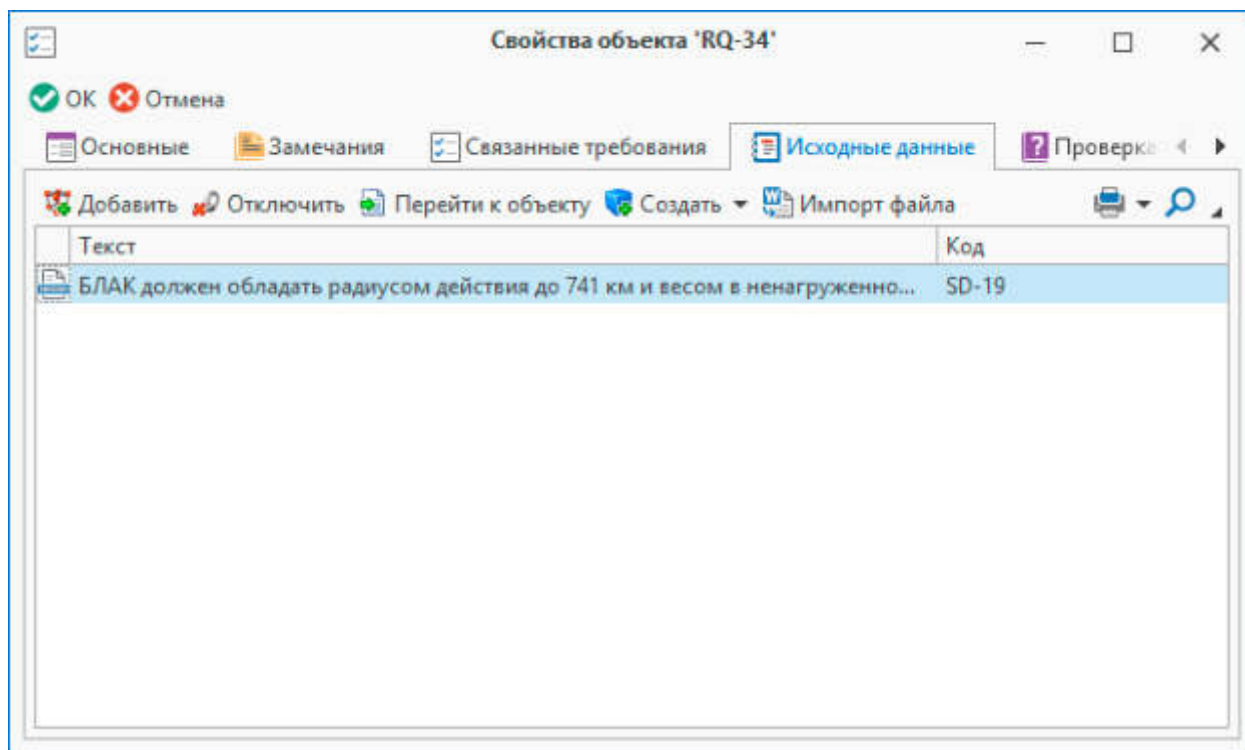 Свойства объекта 'RQ-34'
ОК Отмена
Основные Замечания Связанные требования Исходные данные Проверка
Добавить Отключить Перейти к объекту Создать Импорт файла
Текст Код
БЛАК должен обладать радиусом действия до 741 км и весом в ненагруженно... SD-19